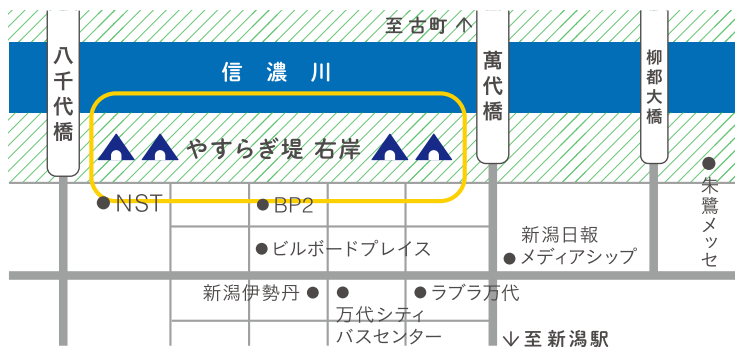 至古町↑
八千代橋
信濃川
萬代橋
柳都大橋
やすらぎ堤 右岸
NST
BP2
朱鷺メッセ
ビルボードプレイス
新潟日報
メディアシップ
新潟伊勢丹
万代シティ
バスセンター
ラブラ万代
↓至新潟駅